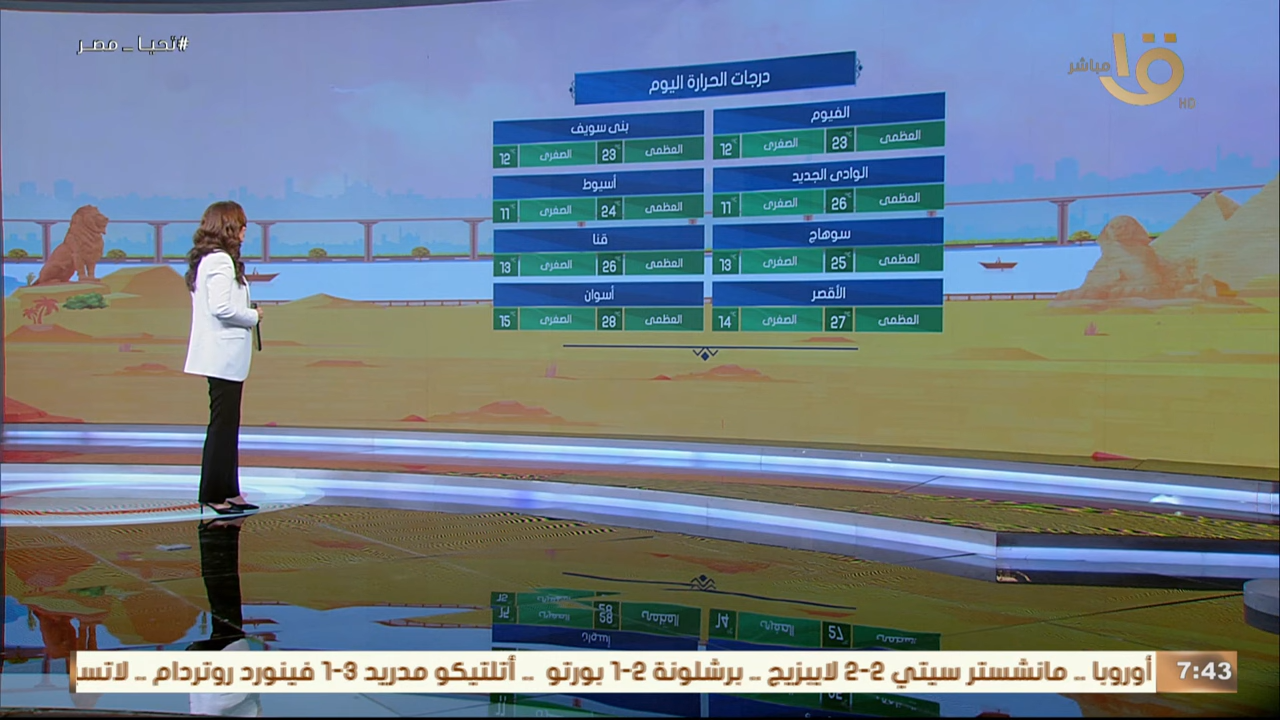 #تحيا_مصر
مباشر
HD
درجات الحرارة اليوم
الفيوم
العظمى 23 الصغرى 12
بنى سويف
العظمى 23 الصغرى 12
الوادى الجديد
العظمى 26 الصغرى 11
أسيوط
العظمى 24 الصغرى 11
سوهاج
العظمى 25 الصغرى 13
قنا
العظمى 26 الصغرى 13
الأقصر
العظمى 27 الصغرى 14
أسوان
العظمى 28 الصغرى 15
7:43
أوروبا .. مانشستر سيتي 2-2 لايبزيج .. برشلونة 2-1 بورتو .. أتلتيكو مدريد 3-1 فينورد روتردام .. لاتسـ